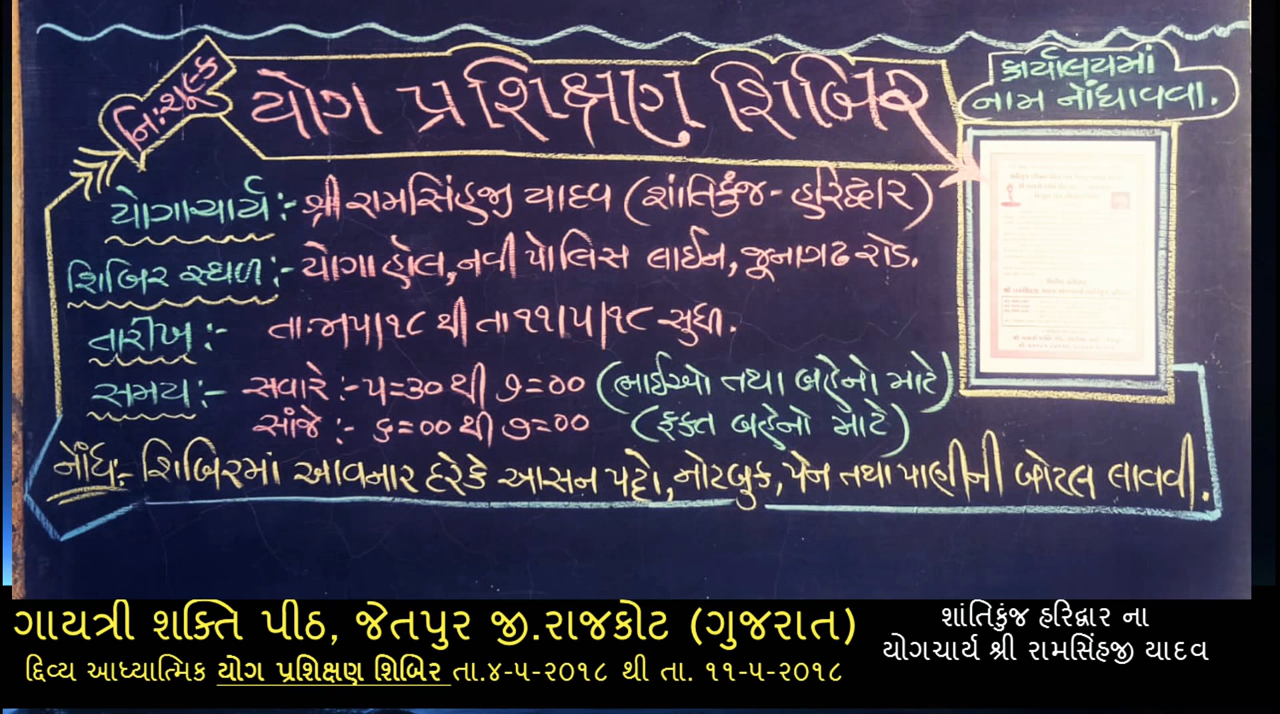 નિઃશૂલ્ક
યોગ પ્રશિક્ષણ શિબિર
કાર્યાલયમાં
નામ નોંધાવવા.
યોગાચાર્ય :- શ્રી રામસિંહજી યાદવ (શાંતિકુંજ - હરિદ્વાર)
શિબિર સ્થળ :- યોગા હોલ, નવી પોલિસ લાઈન, જૂનાગઢ રોડ.
તારીખ :- તા.૪/૫/૧૮ થી તા ૧૧/૫/૧૮ સુધી.
સમય :- સવારે :- ૫=૩૦ થી ૭=૦૦ (ભાઈઓ તથા બહેનો માટે)
સાંજે :- ૬=૦૦ થી ૭=૦૦ (ફક્ત બહેનો માટે)
નોંધ :- શિબિરમાં આવનાર દરેકે આસન પટ્ટો, નોટબુક, પેન તથા પાણીની બોટલ લાવવી.
ગાયત્રી શક્તિ પીઠ, જેતપુર જી.રાજકોટ (ગુજરાત)
દિવ્ય આધ્યાત્મિક યોગ પ્રશિક્ષણ શિબિર તા.૪-૫-૨૦૧૮ થી તા. ૧૧-૫-૨૦૧૮
શાંતિકુંજ હરિદ્વાર ના
યોગચાર્ય શ્રી રામસિંહજી યાદવ